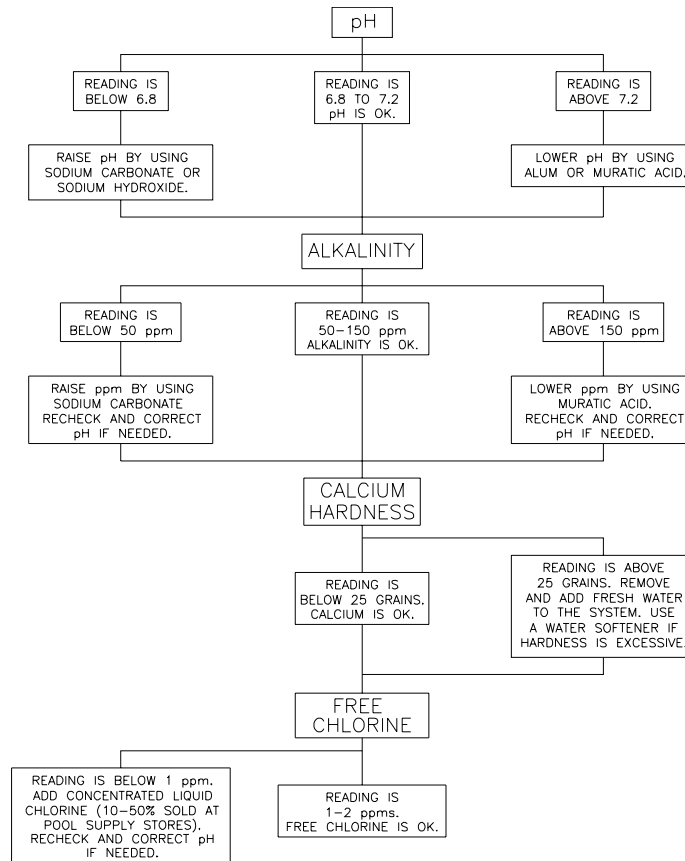 pH
READING IS
BELOW 6.8
READING IS
6.8 TO 7.2
pH IS OK.
READING IS
ABOVE 7.2
RAISE pH BY USING
SODIUM CARBONATE OR
SODIUM HYDROXIDE.
LOWER pH BY USING
ALUM OR MURATIC ACID.
ALKALINITY
READING IS
BELOW 50 ppm
READING IS
50-150 ppm
ALKALINITY IS OK.
READING IS
ABOVE 150 ppm
RAISE ppm BY USING
SODIUM CARBONATE
RECHECK AND CORRECT
pH IF NEEDED.
LOWER ppm BY USING
MURATIC ACID.
RECHECK AND CORRECT
pH IF NEEDED.
CALCIUM
HARDNESS
READING IS
BELOW 25 GRAINS.
CALCIUM IS OK.
READING IS ABOVE
25 GRAINS. REMOVE
AND ADD FRESH WATER
TO THE SYSTEM. USE
A WATER SOFTENER IF
HARDNESS IS EXCESSIVE.
FREE
CHLORINE
READING IS BELOW 1 ppm.
ADD CONCENTRATED LIQUID
CHLORINE (10-50% SOLD AT
POOL SUPPLY STORES).
RECHECK AND CORRECT pH
IF NEEDED.
READING IS
1-2 ppms.
FREE CHLORINE IS OK.